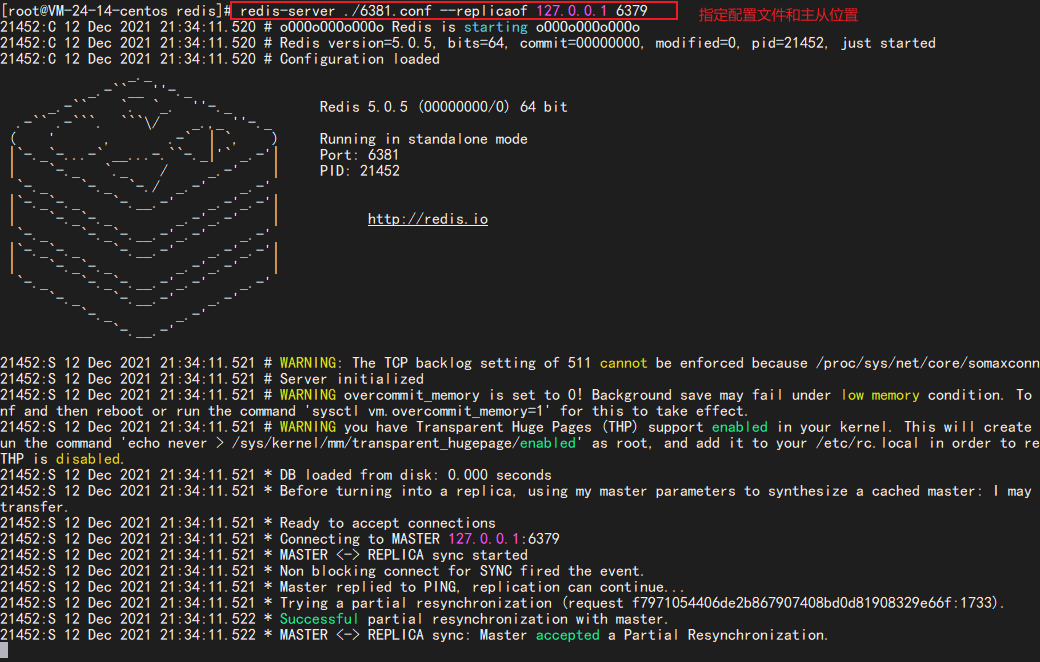 [root@VM-24-14-centos redis]# redis-server ./6381.conf --replicaof 127.0.0.1 6379 指定配置文件和主从位置
21452:C 12 Dec 2021 21:34:11.520 # oO0OoO0OoO0Oo Redis is starting oO0OoO0OoO0Oo
21452:C 12 Dec 2021 21:34:11.520 # Redis version=5.0.5, bits=64, commit=00000000, modified=0, pid=21452, just started
21452:C 12 Dec 2021 21:34:11.520 # Configuration loaded
Redis 5.0.5 (00000000/0) 64 bit
Running in standalone mode
Port: 6381
PID: 21452
http://redis.io
21452:S 12 Dec 2021 21:34:11.521 # WARNING: The TCP backlog setting of 511 cannot be enforced because /proc/sys/net/core/somaxconn
21452:S 12 Dec 2021 21:34:11.521 # Server initialized
21452:S 12 Dec 2021 21:34:11.521 # WARNING overcommit_memory is set to 0! Background save may fail under low memory condition. To
nf and then reboot or run the command 'sysctl vm.overcommit_memory=1' for this to take effect.
21452:S 12 Dec 2021 21:34:11.521 # WARNING you have Transparent Huge Pages (THP) support enabled in your kernel. This will create
un the command 'echo never > /sys/kernel/mm/transparent_hugepage/enabled' as root, and add it to your /etc/rc.local in order to re
THP is disabled.
21452:S 12 Dec 2021 21:34:11.521 * DB loaded from disk: 0.000 seconds
21452:S 12 Dec 2021 21:34:11.521 * Before turning into a replica, using my master parameters to synthesize a cached master: I may
transfer.
21452:S 12 Dec 2021 21:34:11.521 * Ready to accept connections
21452:S 12 Dec 2021 21:34:11.521 * Connecting to MASTER 127.0.0.1:6379
21452:S 12 Dec 2021 21:34:11.521 * MASTER <-> REPLICA sync started
21452:S 12 Dec 2021 21:34:11.521 * Non blocking connect for SYNC fired the event.
21452:S 12 Dec 2021 21:34:11.521 * Master replied to PING, replication can continue...
21452:S 12 Dec 2021 21:34:11.521 * Trying a partial resynchronization (request f7971054406de2b867907408bd0d81908329e66f:1733).
21452:S 12 Dec 2021 21:34:11.522 * Successful partial resynchronization with master.
21452:S 12 Dec 2021 21:34:11.522 * MASTER <-> REPLICA sync: Master accepted a Partial Resynchronization.